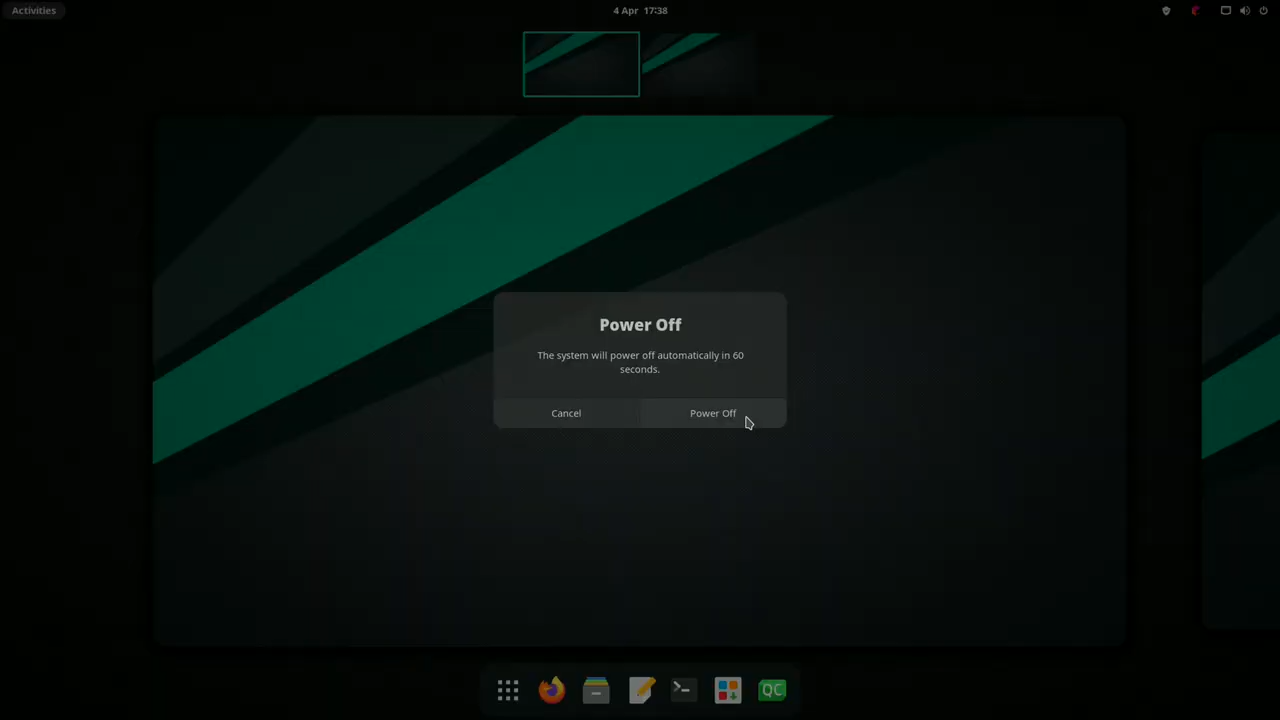 Activities
4 Apr 17:38
Power Off
The system will power off automatically in 60
seconds.
Cancel
Power Off
QC